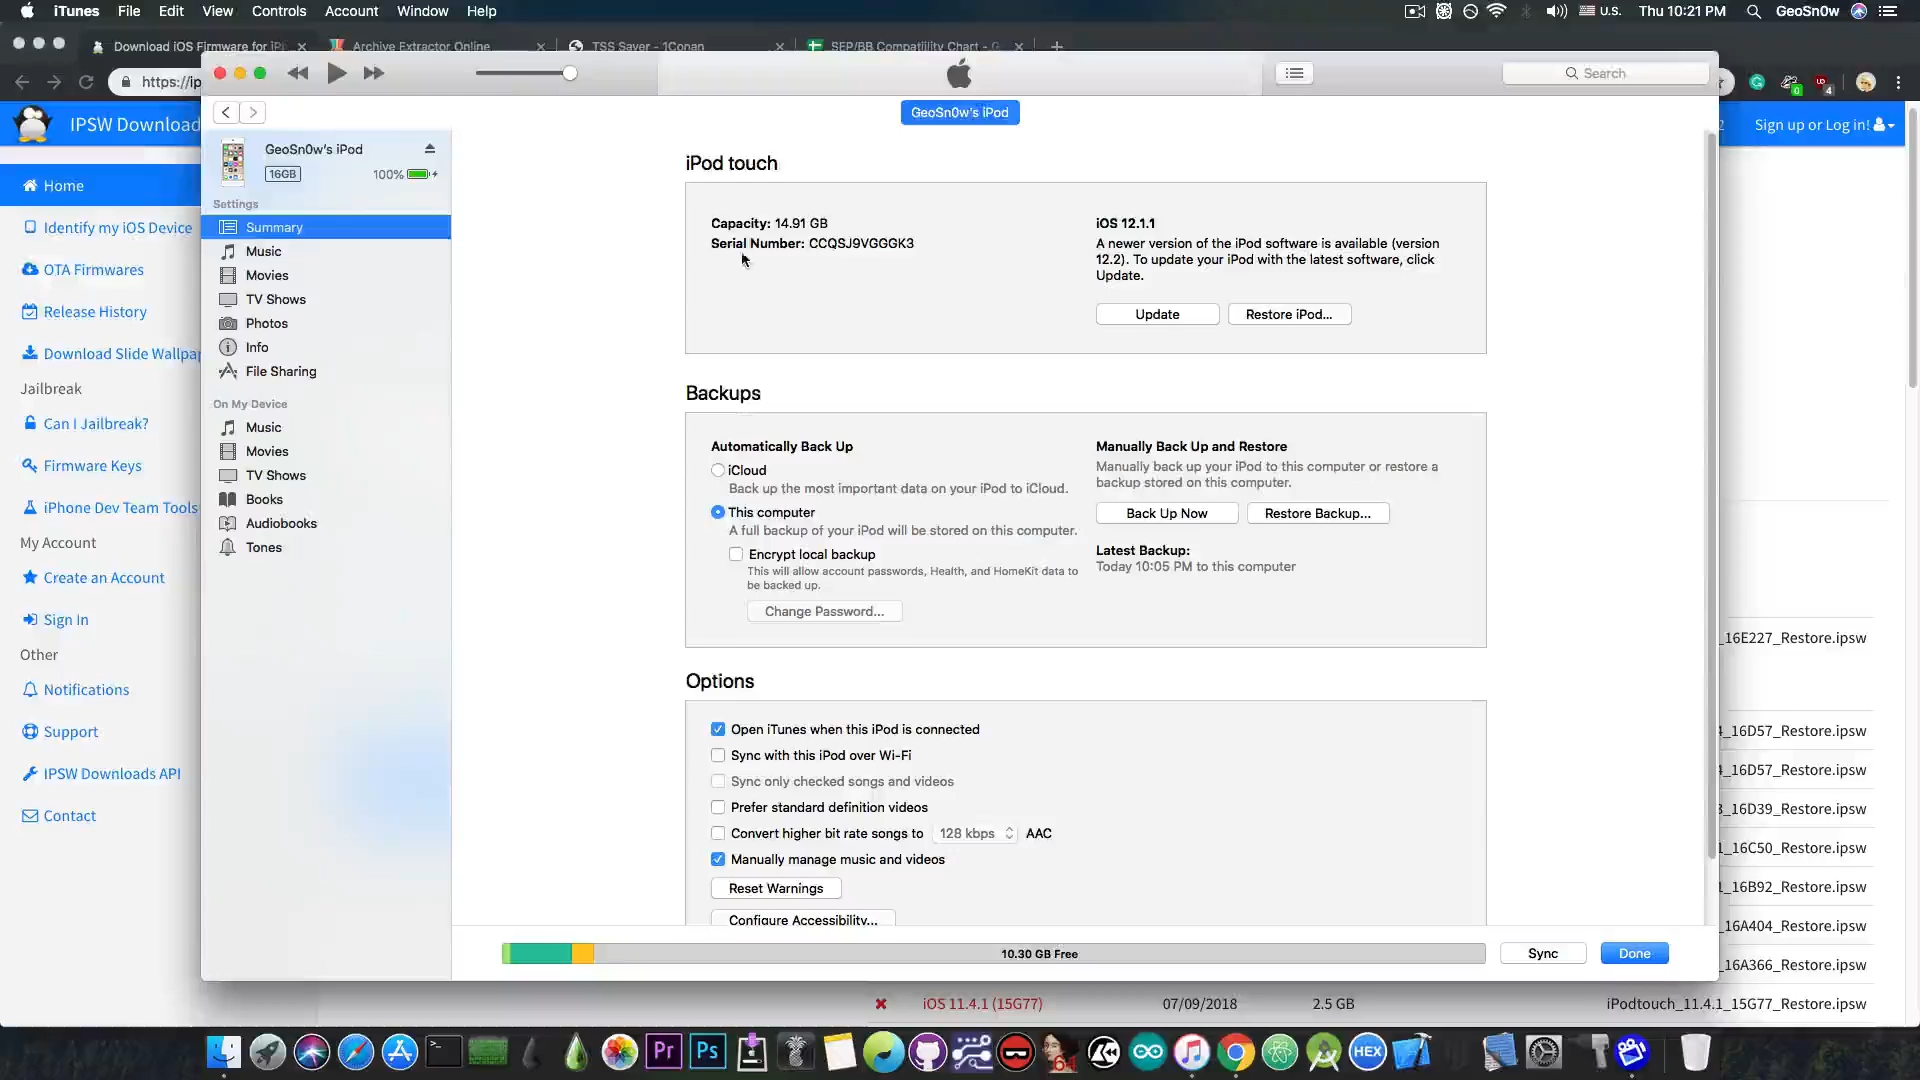 iTunes File Edit View Controls Account Window Help
U.S. Thu 10:21 PM GeoSn0w
Download iOS Firmware for iP
Archive Extractor Online
TSS Saver - 1Conan
SEP/BB Compatiility Chart - G
https://ip
Search
IPSW Download
GeoSn0w's iPod
2 Sign up or Log in!
Home
Identify my iOS Device
OTA Firmwares
Release History
Download Slide Wallpap
Jailbreak
Can I Jailbreak?
Firmware Keys
iPhone Dev Team Tools
My Account
Create an Account
Sign In
Other
Notifications
Support
IPSW Downloads API
Contact
GeoSn0w's iPod
16GB 100%
Settings
Summary
Music
Movies
TV Shows
Photos
Info
File Sharing
On My Device
Music
Movies
TV Shows
Books
Audiobooks
Tones
iPod touch
Capacity: 14.91 GB
Serial Number: CCQSJ9VGGGK3
iOS 12.1.1
A newer version of the iPod software is available (version
12.2). To update your iPod with the latest software, click
Update.
Update Restore iPod...
Backups
Automatically Back Up
iCloud
Back up the most important data on your iPod to iCloud.
This computer
A full backup of your iPod will be stored on this computer.
Encrypt local backup
This will allow account passwords, Health, and HomeKit data to
be backed up.
Change Password...
Manually Back Up and Restore
Manually back up your iPod to this computer or restore a
backup stored on this computer.
Back Up Now Restore Backup...
Latest Backup:
Today 10:05 PM to this computer
Options
Open iTunes when this iPod is connected
Sync with this iPod over Wi-Fi
Sync only checked songs and videos
Prefer standard definition videos
Convert higher bit rate songs to 128 kbps AAC
Manually manage music and videos
Reset Warnings
Configure Accessibility...
10.30 GB Free
Sync Done
_16E227_Restore.ipsw
4_16D57_Restore.ipsw
4_16D57_Restore.ipsw
3_16D39_Restore.ipsw
1_16C50_Restore.ipsw
1_16B92_Restore.ipsw
_16A404_Restore.ipsw
_16A366_Restore.ipsw
iOS 11.4.1 (15G77) 07/09/2018 2.5 GB iPodtouch_11.4.1_15G77_Restore.ipsw
Pr Ps 64 HEX